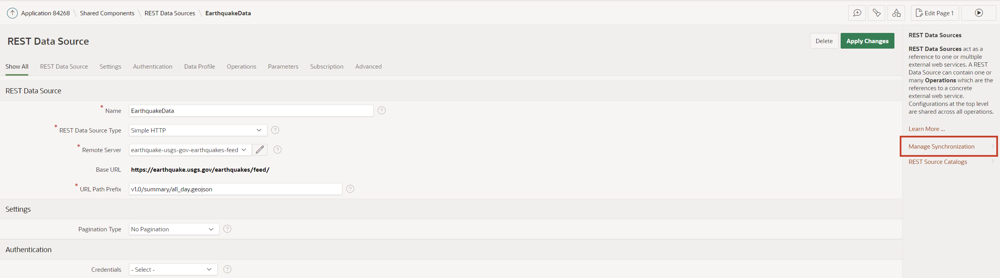 Application 84268 \ Shared Components \ REST Data Sources \ EarthquakeData
Edit Page 1
REST Data Source
Delete
Apply Changes
Show All REST Data Source Settings Authentication Data Profile Operations Parameters Subscription Advanced
REST Data Source
* Name EarthquakeData ?
* REST Data Source Type Simple HTTP ?
* Remote Server earthquake-usgs-gov-earthquakes-feed ?
Base URL https://earthquake.usgs.gov/earthquakes/feed/
* URL Path Prefix v1.0/summary/all_day.geojson ?
Settings
Pagination Type No Pagination ?
Authentication
Credentials - Select - ?
REST Data Sources
REST Data Sources act as a
reference to one or multiple
external web services. A REST
Data Source can contain one or
many Operations which are the
references to a concrete
external web service.
Configurations at the top level
are shared across all operations.
Learn More ...
Manage Synchronization
REST Source Catalogs